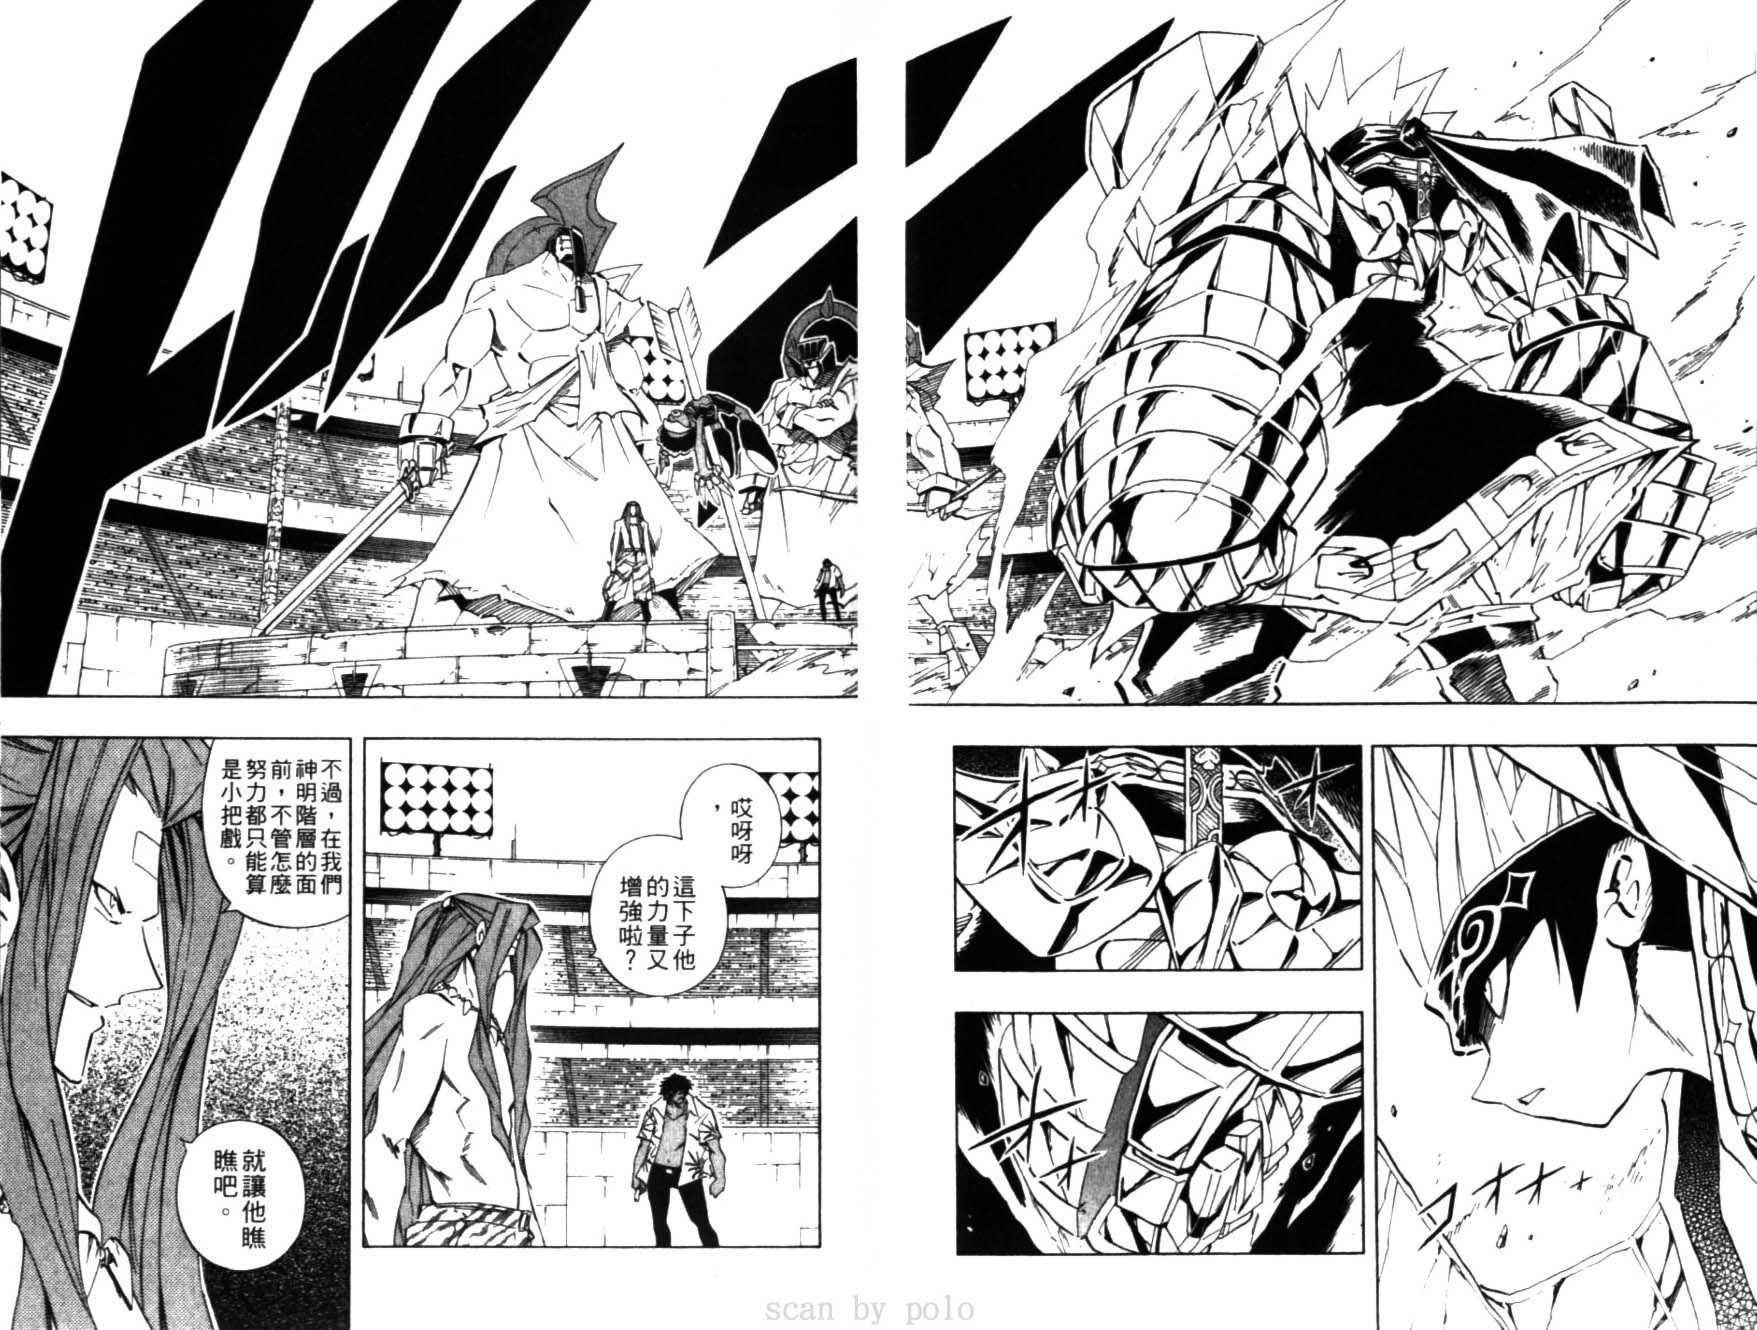 哎呀呀，
這下子他
的力量又
增強啦？
不過，在我們
神明階層的面
前，不管怎麼
努力都只能算
是小把戲。
就讓他瞧
瞧吧。
オオ
scan by polo